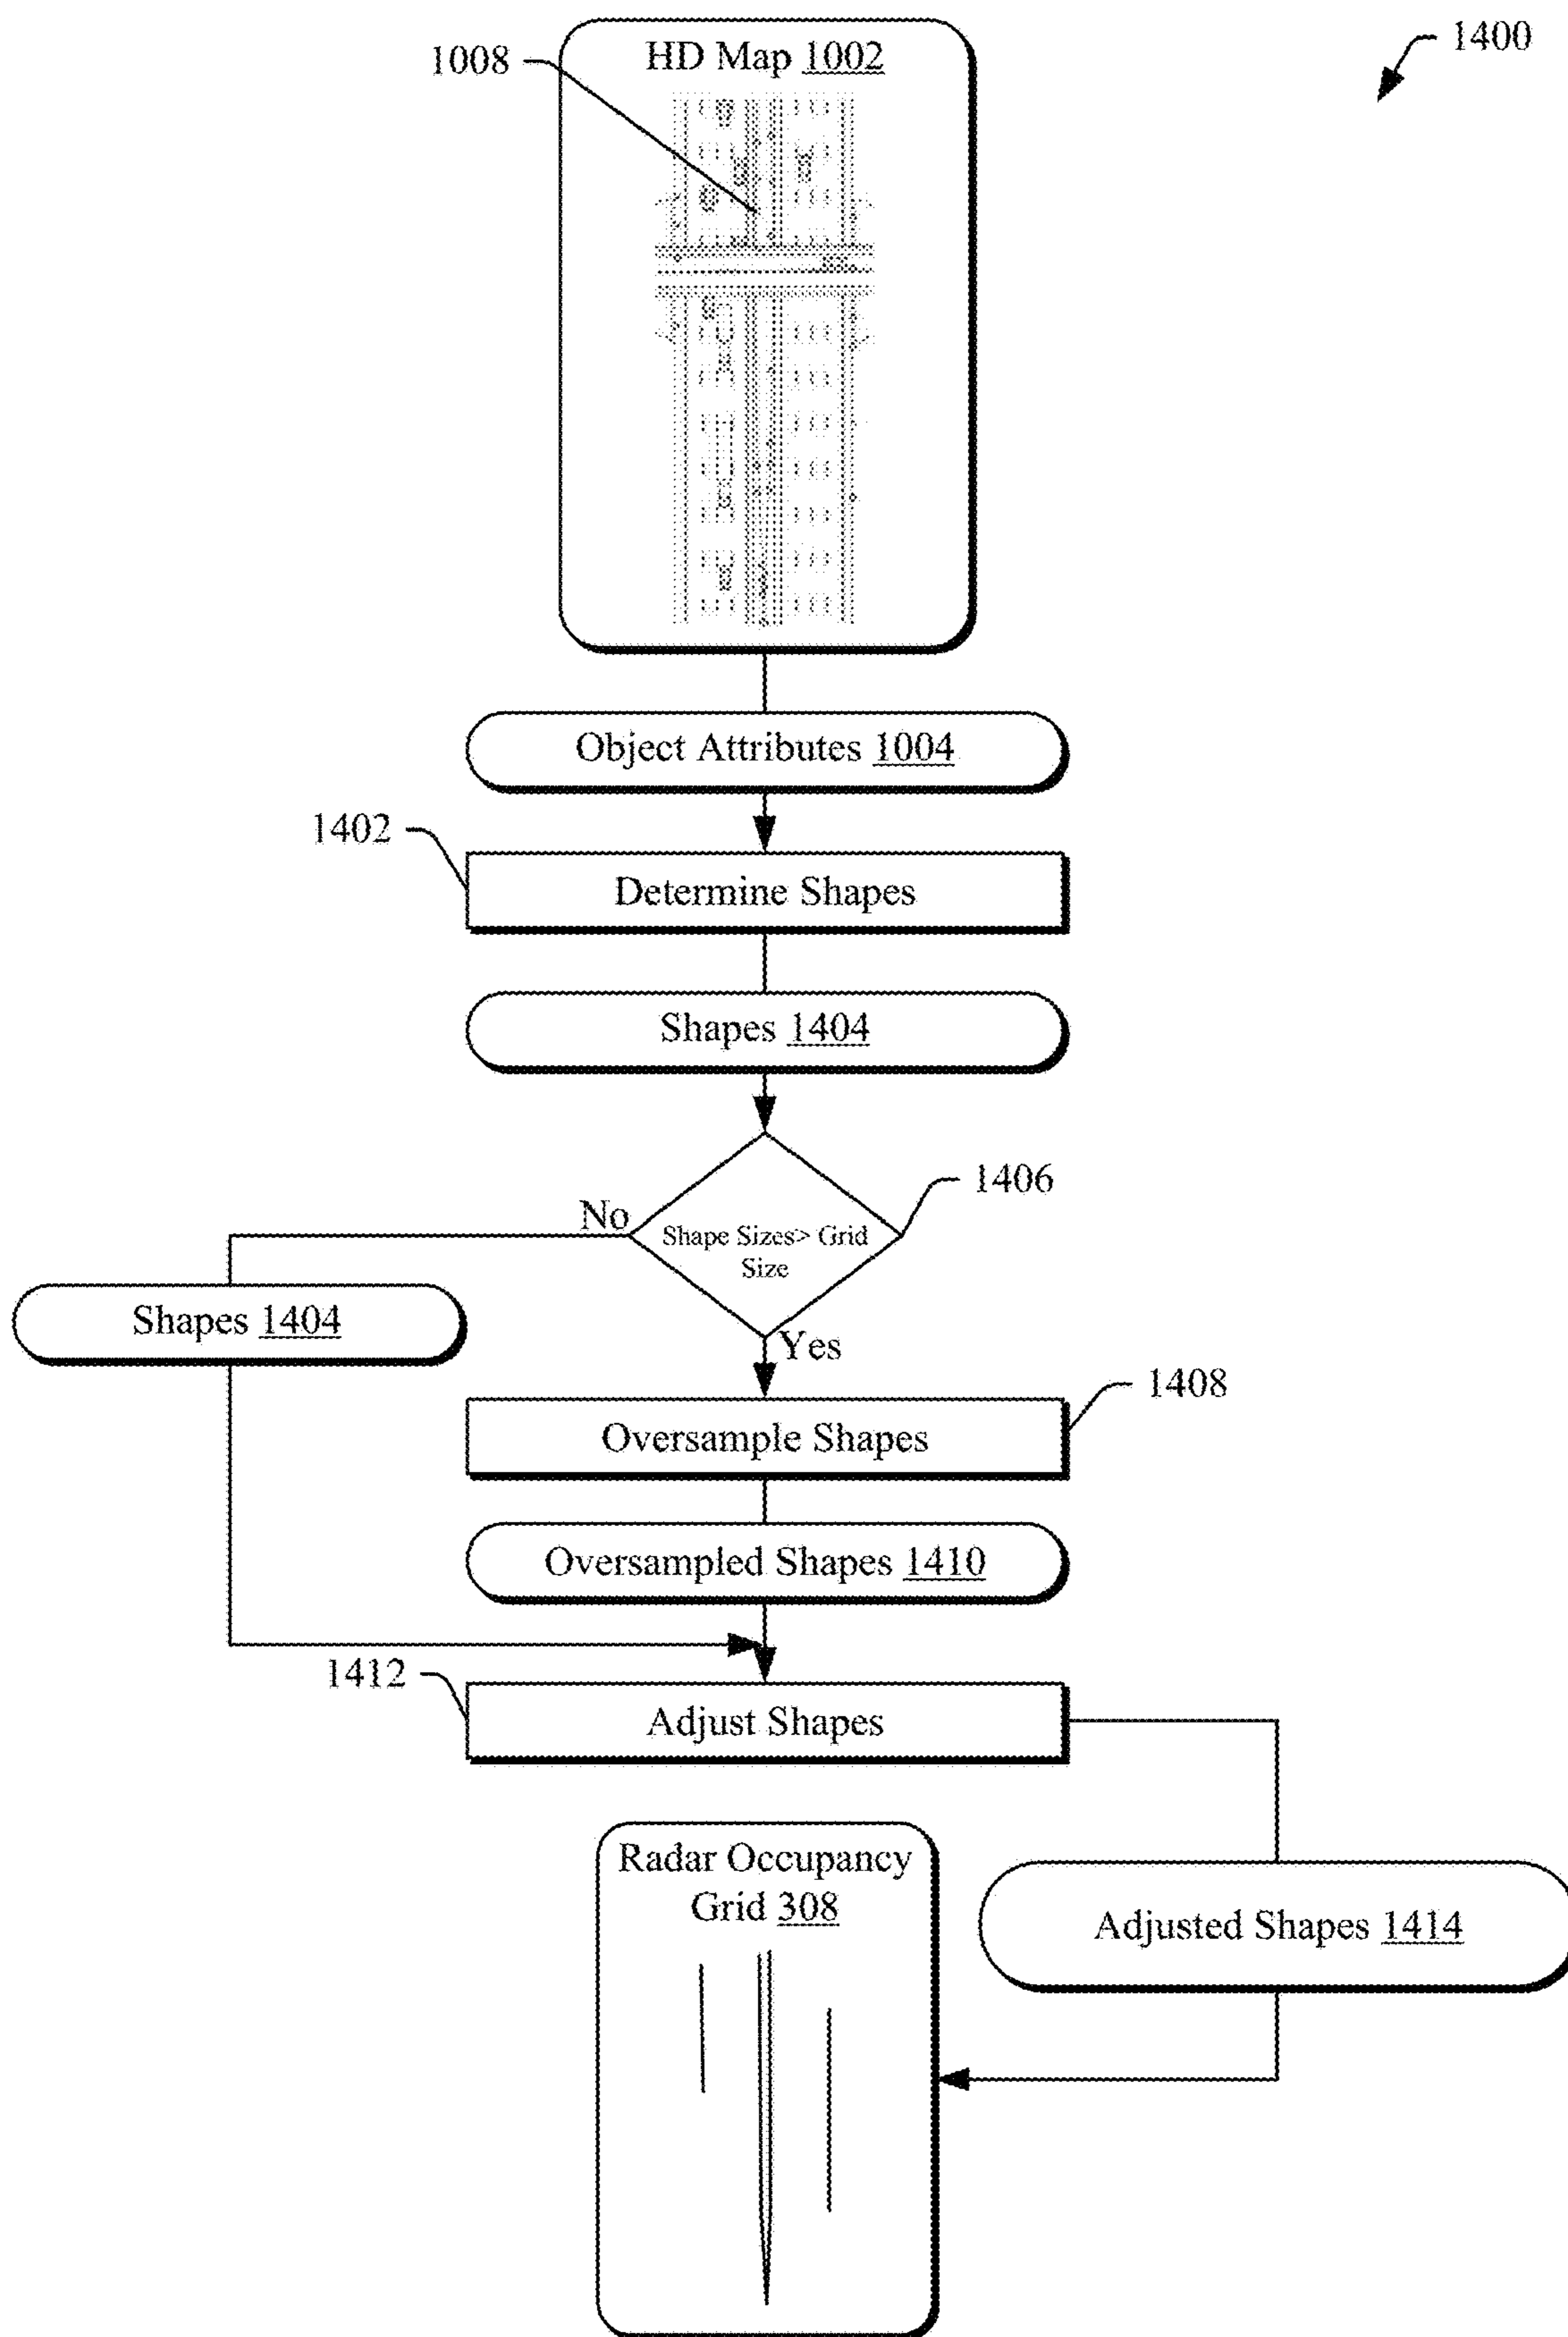 1400
1008
HD Map 1002
Object Attributes 1004
1402
Determine Shapes
Shapes 1404
1406
No
Shape Sizes> Grid
Size
Shapes 1404
Yes
1408
Oversample Shapes
Oversampled Shapes 1410
1412
Adjust Shapes
Radar Occupancy
Grid 308
Adjusted Shapes 1414